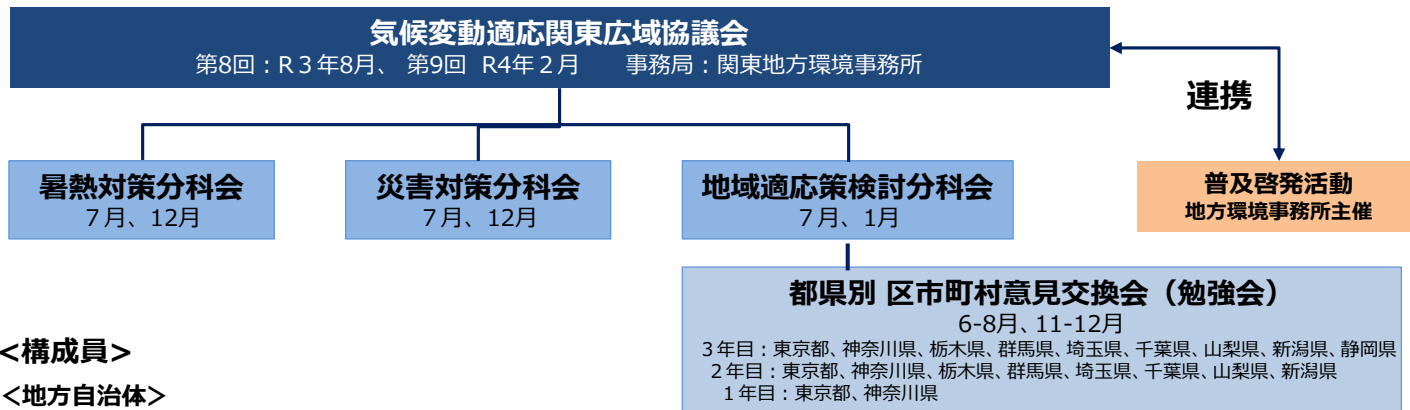 気候変動適応関東広域協議会
第8回：R３年8月、 第9回 R4年２月 事務局：関東地方環境事務所
連携
暑熱対策分科会
７月、12月
災害対策分科会
７月、12月
地域適応策検討分科会
７月、1月
普及啓発活動
地方環境事務所主催
都県別 区市町村意見交換会（勉強会）
6-8月、11-12月
３年目：東京都、神奈川県、栃木県、群馬県、埼玉県、千葉県、山梨県、新潟県、静岡県
２年目：東京都、神奈川県、栃木県、群馬県、埼玉県、千葉県、山梨県、新潟県
１年目：東京都、神奈川県
<構成員>
<地方自治体>